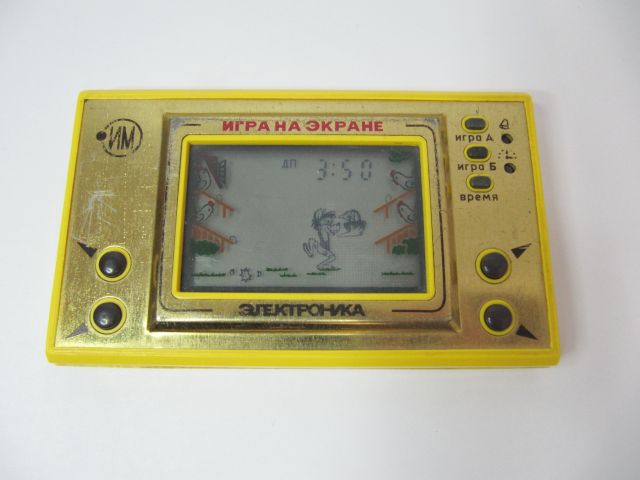 ИМ
ИГРА НА ЭКРАНЕ
игра А
игра Б
время
ДП 3:50
ЭЛЕКТРОНИКА